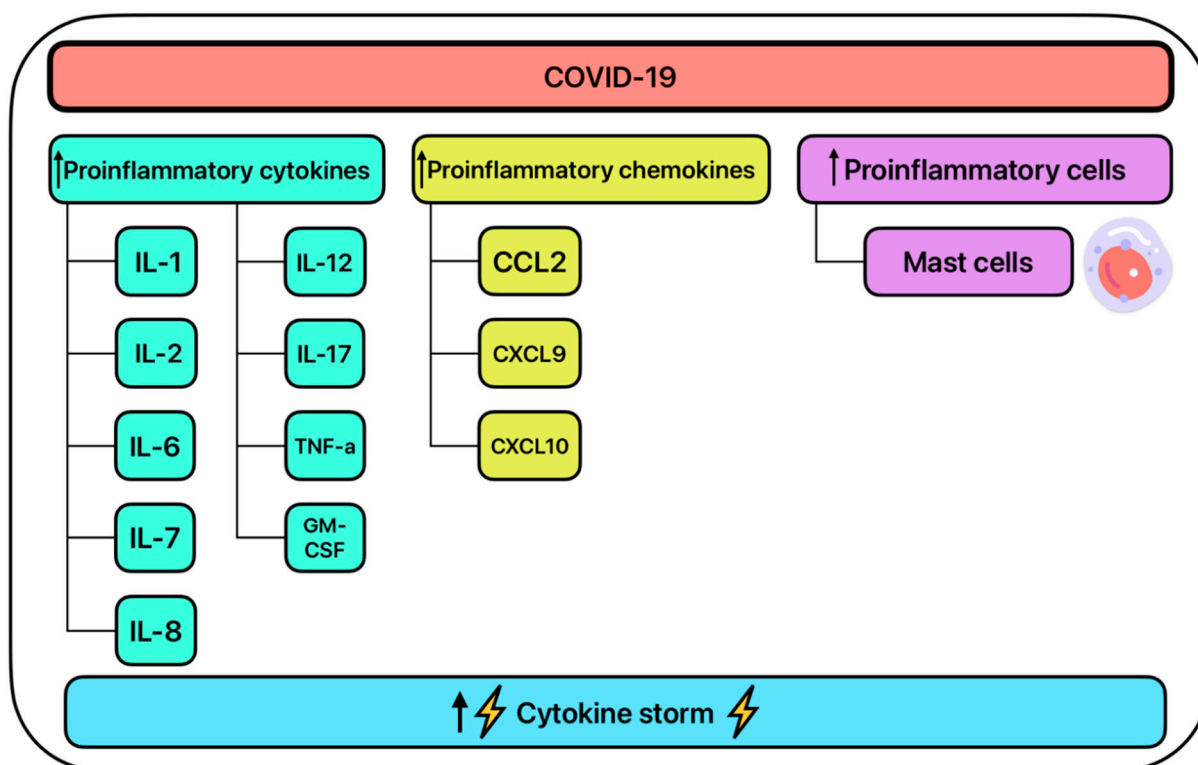 COVID-19
↑Proinflammatory cytokines
IL-1
IL-2
IL-6
IL-7
IL-8
IL-12
IL-17
TNF-a
GM-
CSF
↑Proinflammatory chemokines
CCL2
CXCL9
CXCL10
↑Proinflammatory cells
Mast cells
↑⚡Cytokine storm⚡